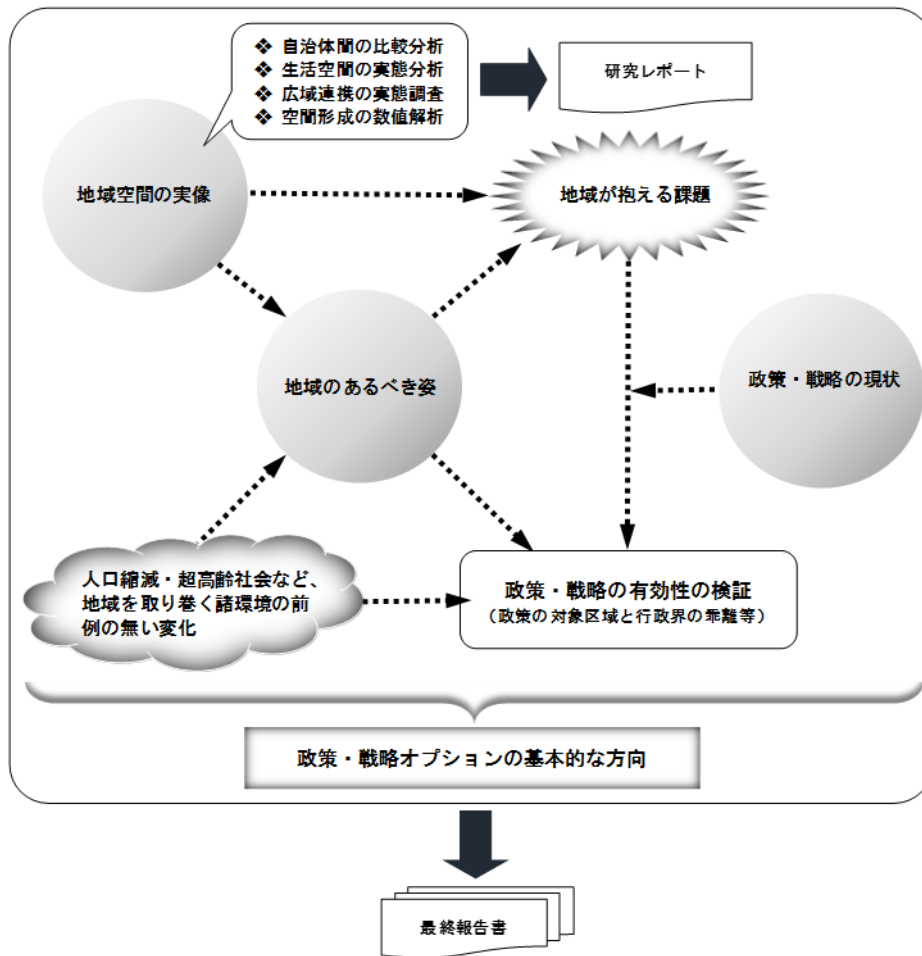 ❖ 自治体間の比較分析
❖ 生活空間の実態分析
❖ 広域連携の実態調査
❖ 空間形成の数値解析
研究レポート
地域空間の実像
地域が抱える課題
地域のあるべき姿
政策・戦略の現状
人口縮減・超高齢社会など、
地域を取り巻く諸環境の前
例の無い変化
政策・戦略の有効性の検証
（政策の対象区域と行政界の乖離等）
政策・戦略オプションの基本的な方向
最終報告書